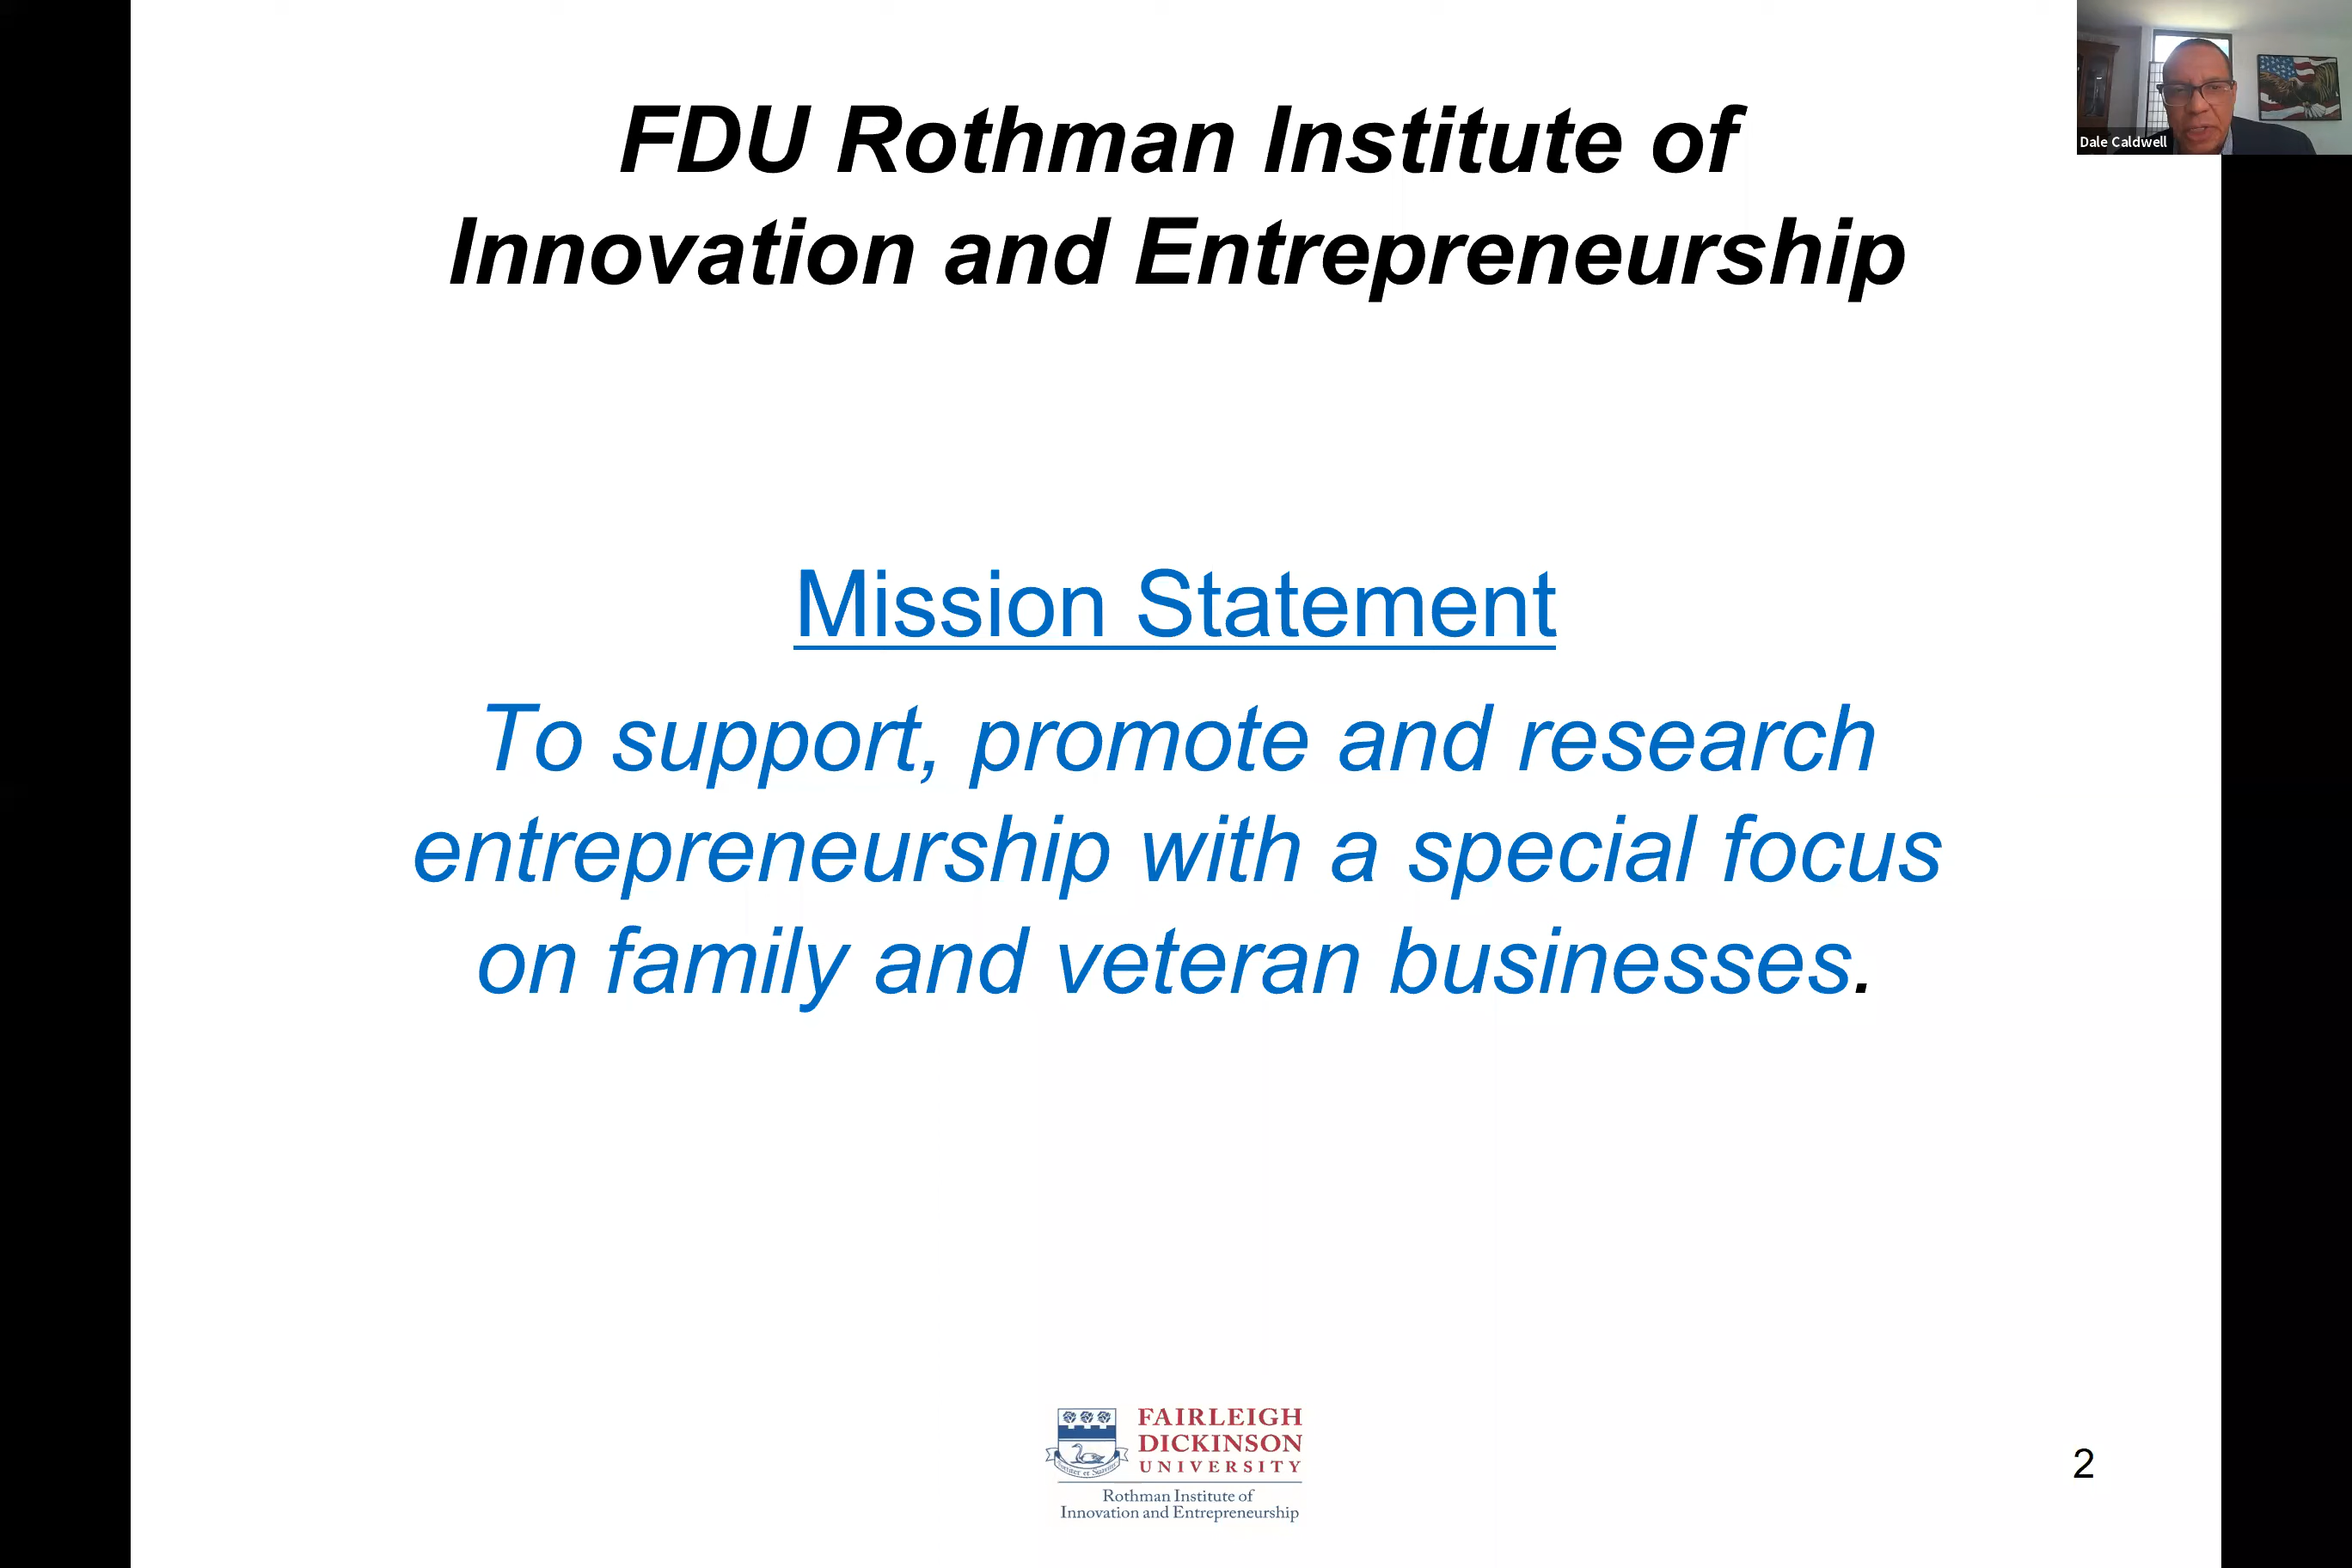 FDU Rothman Institute of
Innovation and Entrepreneurship
Dale Caldwell
Mission Statement
To support, promote and research
entrepreneurship with a special focus
on family and veteran businesses.
FAIRLEIGH
DICKINSON
UNIVERSITY
Rothman Institute of
Innovation and Entrepreneurship
2